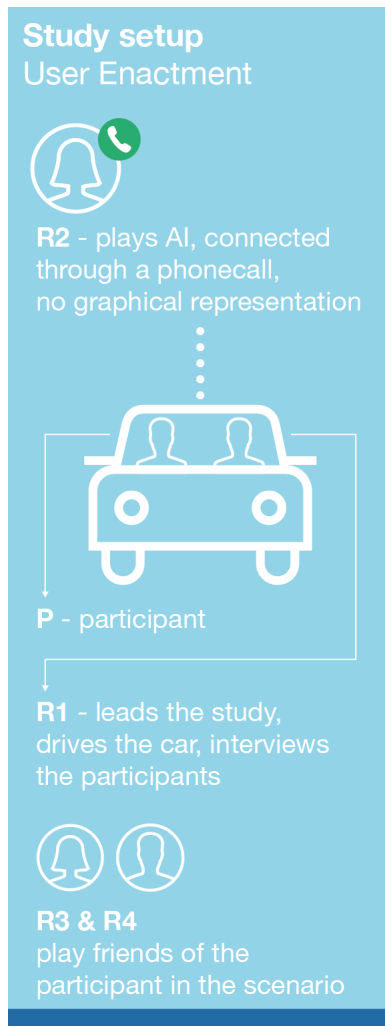 Study setup
User Enactment
R2 - plays AI, connected
through a phonecall,
no graphical representation
P - participant
R1 - leads the study,
drives the car, interviews
the participants
R3 & R4
play friends of the
participant in the scenario